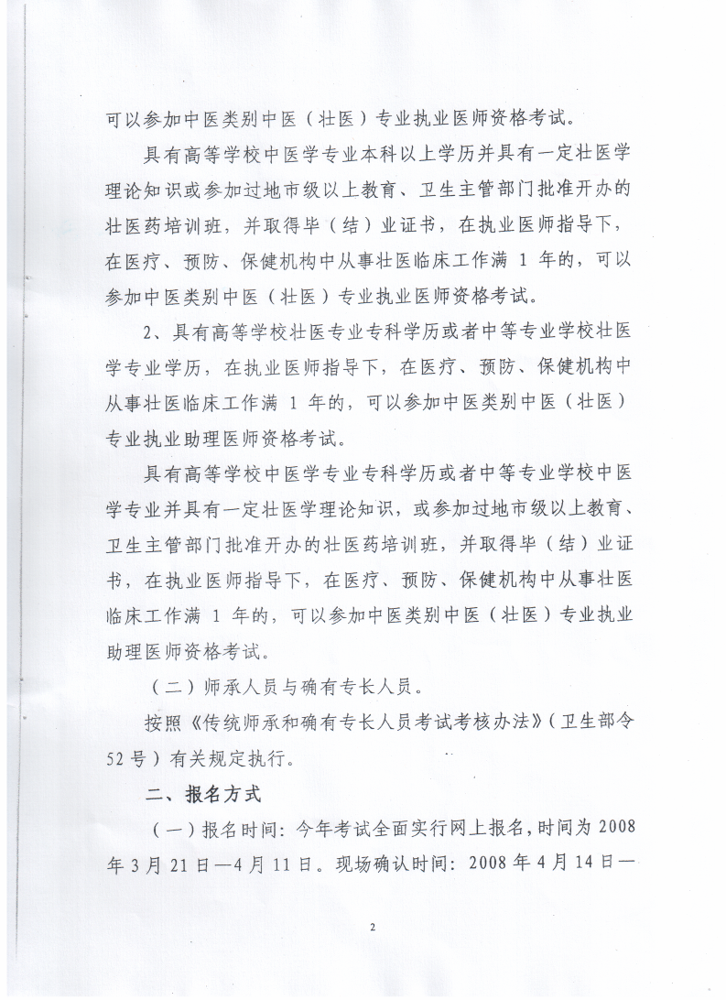 可以参加中医类别中医（壮医）专业执业医师资格考试。
具有高等学校中医学专业本科以上学历并具有一定壮医学
理论知识或参加过地市级以上教育、卫生主管部门批准开办的
壮医药培训班，并取得毕（结）业证书，在执业医师指导下，
在医疗、预防、保健机构中从事壮医临床工作满 1 年的，可以
参加中医类别中医（壮医）专业执业医师资格考试。
2、具有高等学校壮医专业专科学历或者中等专业学校壮医
学专业学历，在执业医师指导下，在医疗、预防、保健机构中
从事壮医临床工作满 1 年的，可以参加中医类别中医（壮医）
专业执业助理医师资格考试。
具有高等学校中医学专业专科学历或者中等专业学校中医
学专业并具有一定壮医学理论知识，或参加过地市级以上教育、
卫生主管部门批准开办的壮医药培训班，并取得毕（结）业证
书，在执业医师指导下，在医疗、预防、保健机构中从事壮医
临床工作满 1 年的，可以参加中医类别中医（壮医）专业执业
助理医师资格考试。
（二）师承人员与确有专长人员。
按照《传统师承和确有专长人员考试考核办法》（卫生部令
52 号）有关规定执行。
二、报名方式
（一）报名时间：今年考试全面实行网上报名，时间为 2008
年 3 月 21 日—4 月 11 日。现场确认时间：2008 年 4 月 14 日—
2